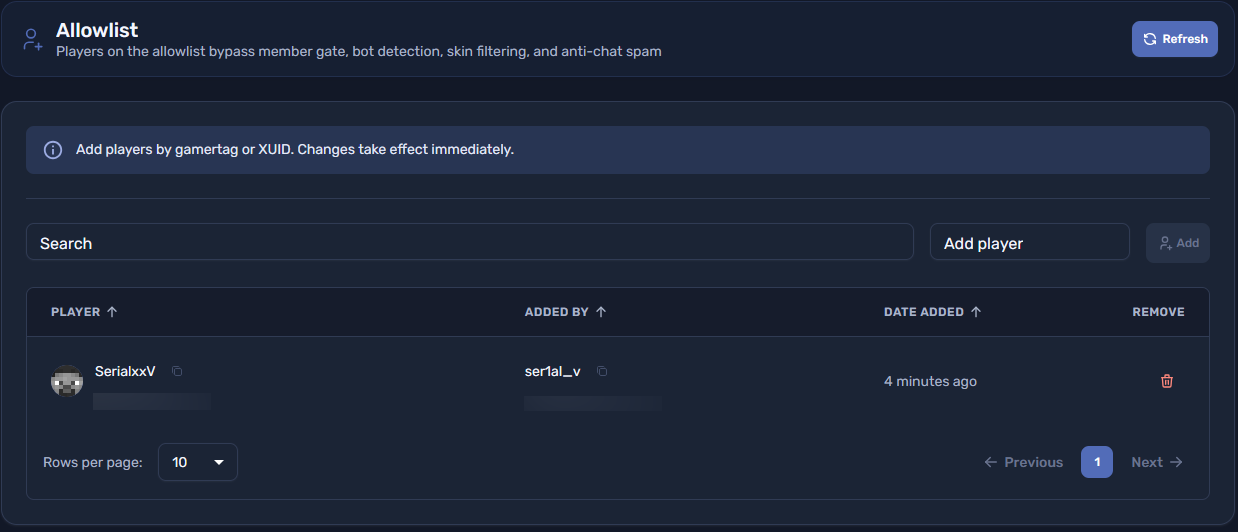 Allowlist
Players on the allowlist bypass member gate, bot detection, skin filtering, and anti-chat spam
Refresh
Add players by gamertag or XUID. Changes take effect immediately.
Search
Add player
Add
PLAYER ADDED BY DATE ADDED REMOVE
SerialxxV ser1al_v
4 minutes ago
Rows per page: 10 Previous 1 Next